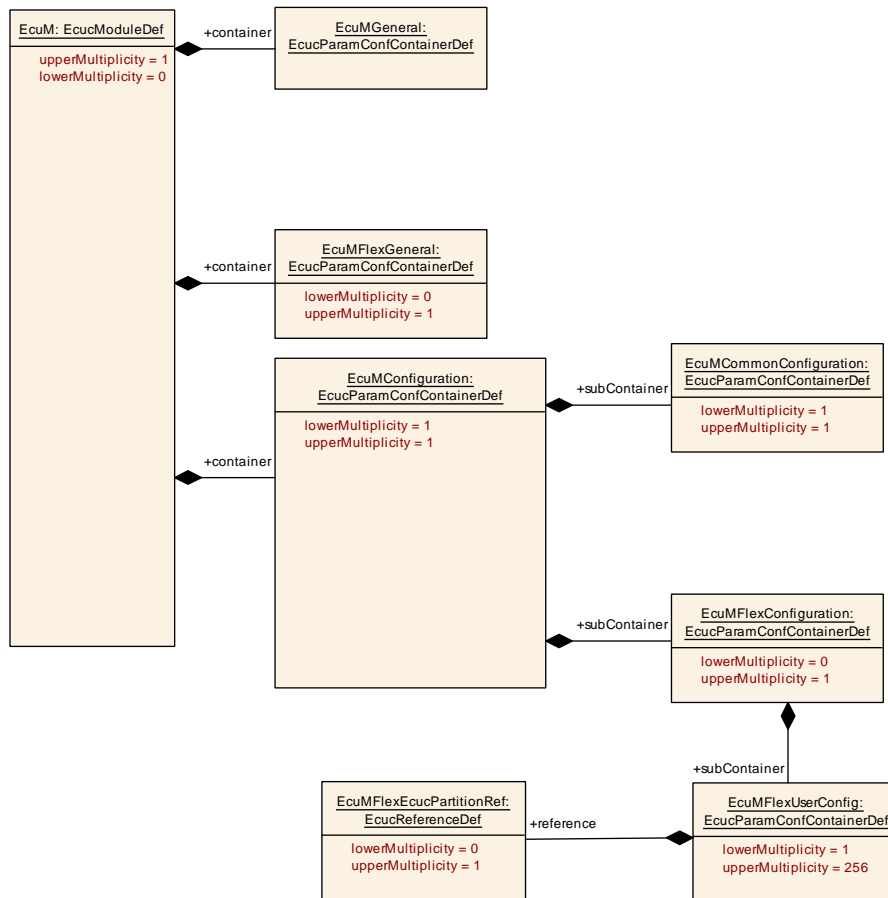 EcuM: EcucModuleDef
upperMultiplicity = 1
lowerMultiplicity = 0
+container
EcuMGeneral:
EcucParamConfContainerDef
+container
EcuMFlexGeneral:
EcucParamConfContainerDef
lowerMultiplicity = 0
upperMultiplicity = 1
+container
EcuMConfiguration:
EcucParamConfContainerDef
lowerMultiplicity = 1
upperMultiplicity = 1
+subContainer
EcuMCommonConfiguration:
EcucParamConfContainerDef
lowerMultiplicity = 1
upperMultiplicity = 1
+subContainer
EcuMFlexConfiguration:
EcucParamConfContainerDef
lowerMultiplicity = 0
upperMultiplicity = 1
+subContainer
EcuMFlexUserConfig:
EcucParamConfContainerDef
lowerMultiplicity = 1
upperMultiplicity = 256
+reference
EcuMFlexEcucPartitionRef:
EcucReferenceDef
lowerMultiplicity = 0
upperMultiplicity = 1